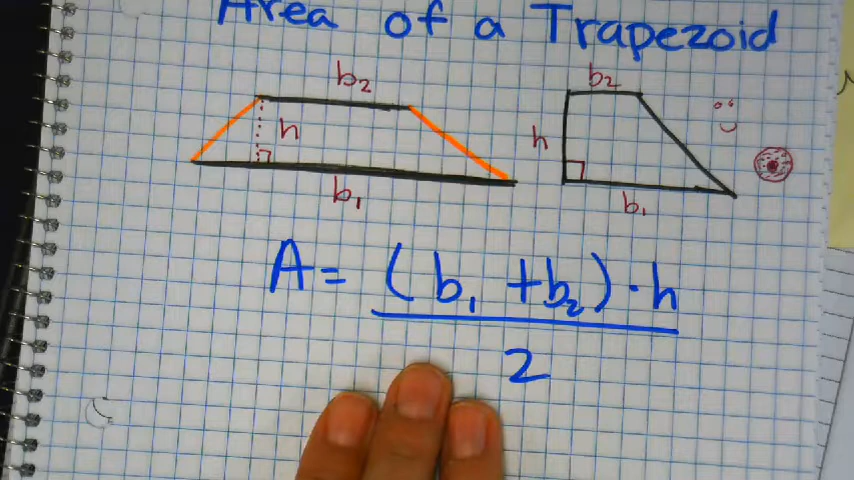 Area of a Trapezoid
b₂
h
b₁
b₂
h
b₁
A = (b₁ + b₂) · h
2